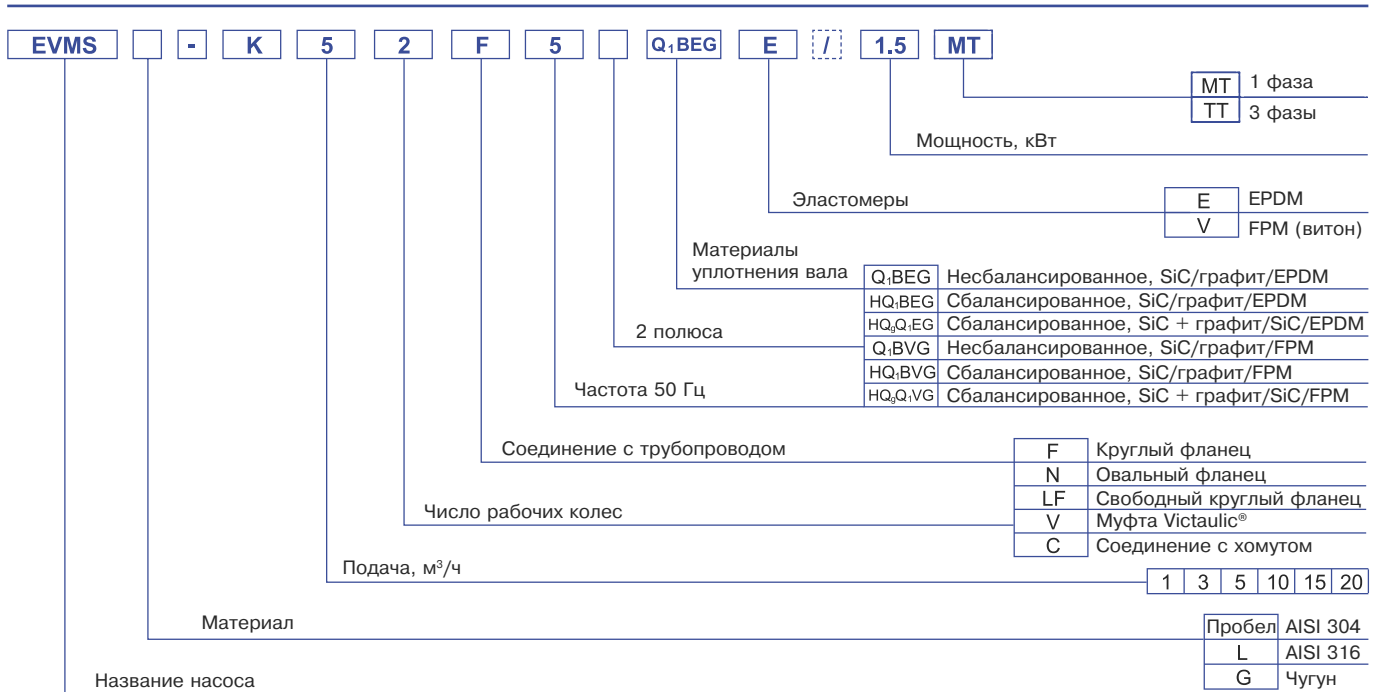 EVMS - K 5 2 F 5 Q₁BEG E / 1.5 MT
MT 1 фаза
TT 3 фазы
Мощность, кВт
Эластомеры
E EPDM
V FPM (витон)
Материалы
уплотнения вала
Q₁BEG Несбалансированное, SiC/графит/EPDM
HQ₁BEG Сбалансированное, SiC/графит/EPDM
HQ₉Q₁EG Сбалансированное, SiC + графит/SiC/EPDM
Q₁BVG Несбалансированное, SiC/графит/FPM
HQ₁BVG Сбалансированное, SiC/графит/FPM
HQ₉Q₁VG Сбалансированное, SiC + графит/SiC/FPM
2 полюса
Частота 50 Гц
Соединение с трубопроводом
F Круглый фланец
N Овальный фланец
LF Свободный круглый фланец
V Муфта Victaulic®
C Соединение с хомутом
Число рабочих колес
Подача, м³/ч
1 3 5 10 15 20
Материал
Пробел AISI 304
L AISI 316
G Чугун
Название насоса